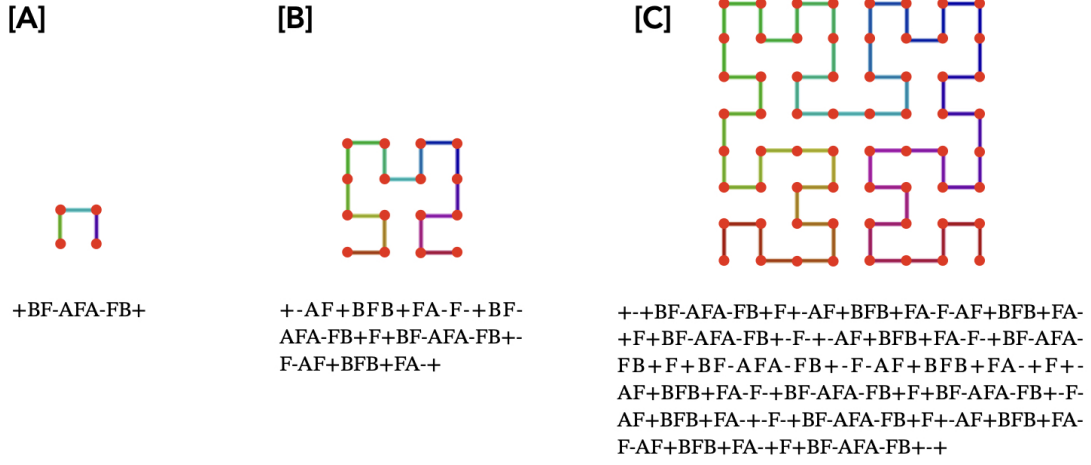 [A] [B] [C]
+BF-AFA-FB+
+-AF+BFB+FA-F-+BF-
AFA-FB+F+BF-AFA-FB+-
F-AF+BFB+FA-+
+-+BF-AFA-FB+F+-AF+BFB+FA-F-AF+BFB+FA-
+F+BF-AFA-FB+-F-+-AF+BFB+FA-F-+BF-AFA-
FB+F+BF-AFA-FB+-F-AF+BFB+FA-+F+-
AF+BFB+FA-F-+BF-AFA-FB+F+BF-AFA-FB+-F-
AF+BFB+FA-+-F-+BF-AFA-FB+F+-AF+BFB+FA-
F-AF+BFB+FA-+F+BF-AFA-FB+-+